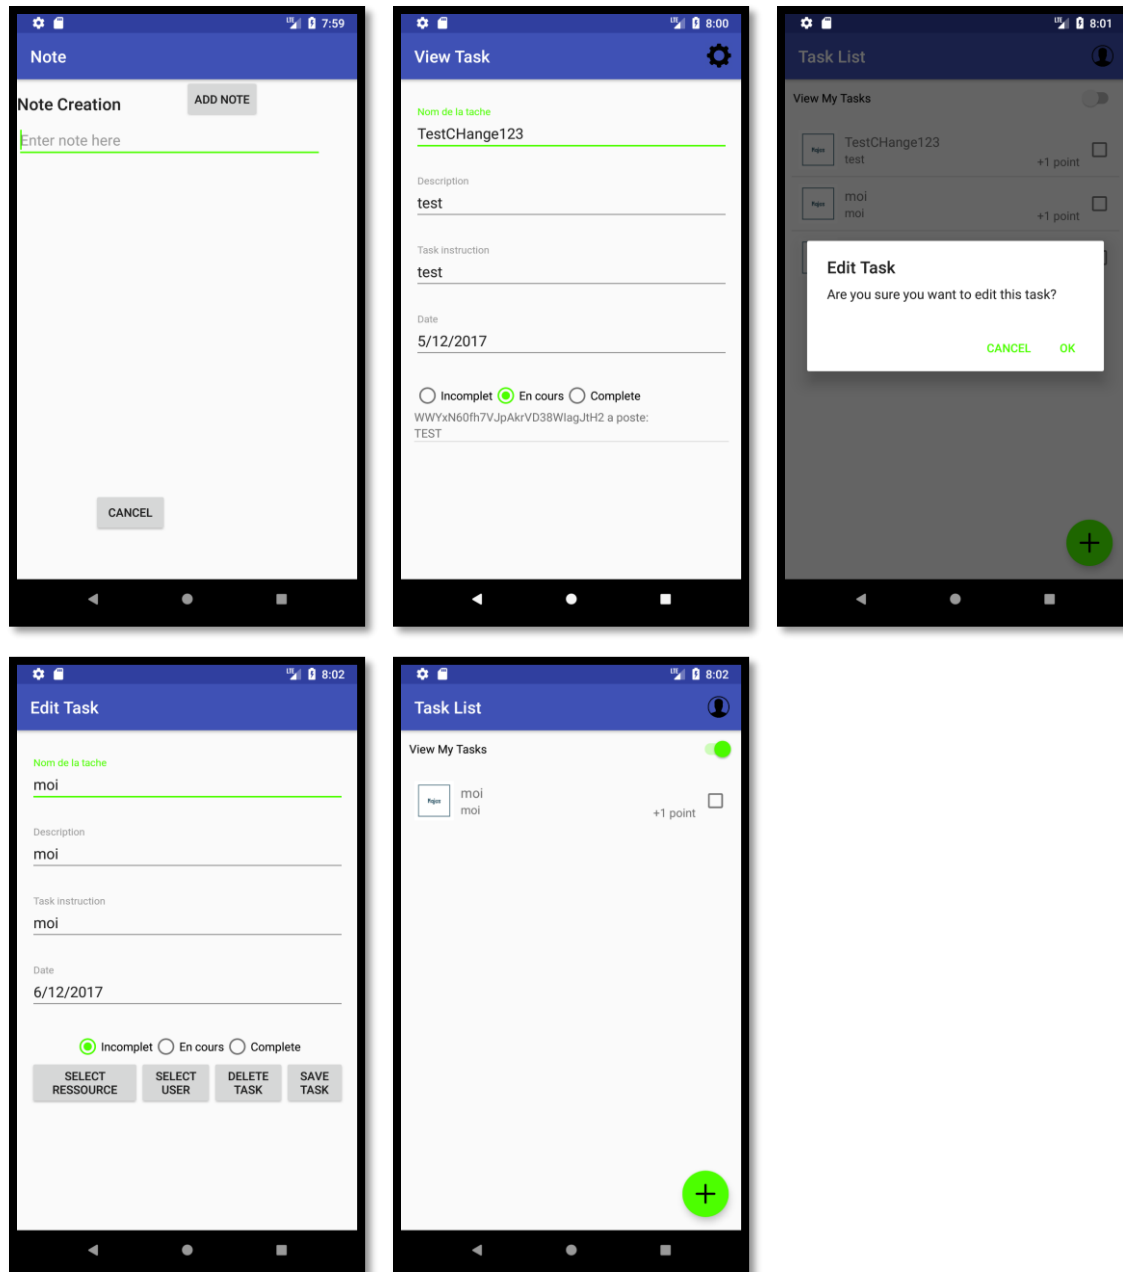 7:59
Note
Note Creation
ADD NOTE
Enter note here
CANCEL
8:00
View Task
Nom de la tache
TestCHange123
Description
test
Task instruction
test
Date
5/12/2017
Incomplet En cours Complete
WWYxN60fh7VJpAkrVD38WIagJtH2 a poste:
TEST
8:01
Task List
View My Tasks
TestCHange123
test
+1 point
moi
moi
+1 point
Edit Task
Are you sure you want to edit this task?
CANCEL OK
8:02
Edit Task
Nom de la tache
moi
Description
moi
Task instruction
moi
Date
6/12/2017
Incomplet En cours Complete
SELECT
RESSOURCE
SELECT
USER
DELETE
TASK
SAVE
TASK
8:02
Task List
View My Tasks
moi
moi
+1 point